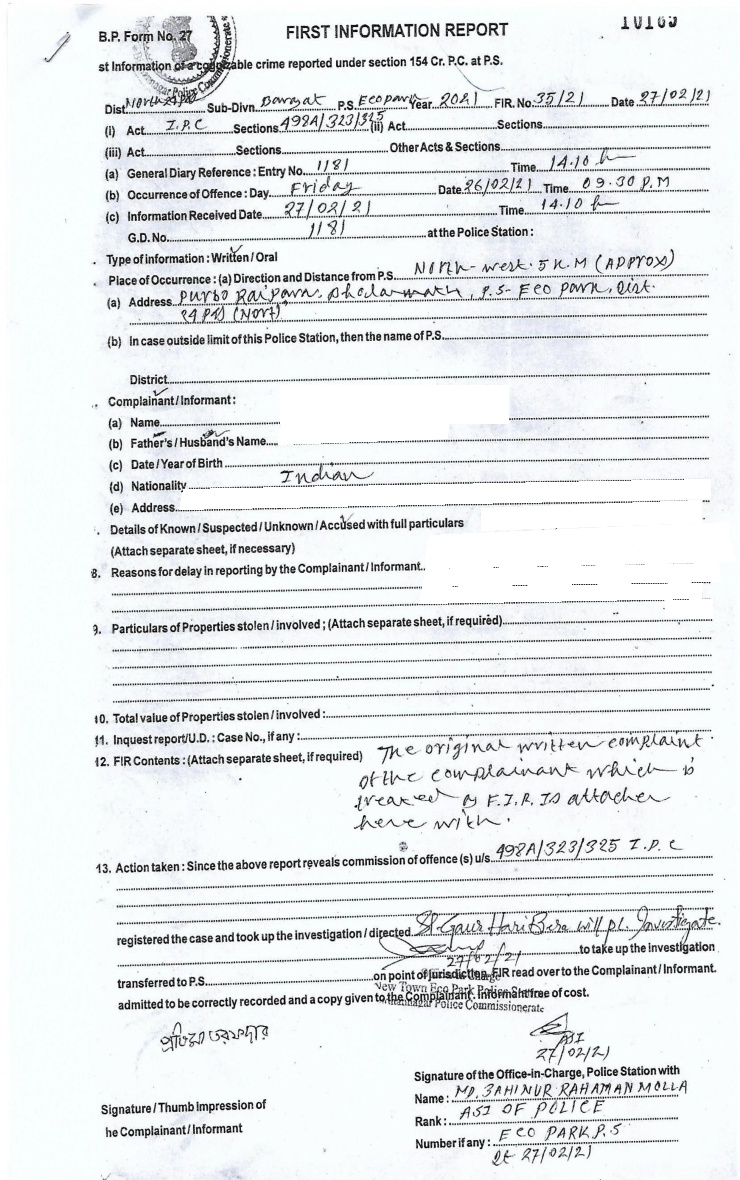 10165
B.P. Form No. 27
FIRST INFORMATION REPORT
st Information of a cognizable crime reported under section 154 Cr. P.C. at P.S.
Dist. North 24 Pgs Sub-Divn. Barasat P.S. Ecopark Year 2021 FIR. No. 35/21 Date 27/02/21
(i) Act I.P.C Sections 498A/323/325 (ii) Act Sections
(iii) Act Sections Other Acts & Sections
(a) General Diary Reference : Entry No. 1181 Time 14.10 h
(b) Occurrence of Offence : Day Friday Date 26/02/21 Time 09.30 P.M
(c) Information Received Date 27/02/21 Time 14.10 h
G.D. No. 1181 at the Police Station :
Type of information : Written / Oral
Place of Occurrence : (a) Direction and Distance from P.S. North-west. 5 K.M (APProx)
(a) Address Purbo Raipara, , P.S- Eco Park, Dist.
24 PGS (Nort)
(b) In case outside limit of this Police Station, then the name of P.S.
District
Complainant / Informant :
(a) Name
(b) Father's / Husband's Name
(c) Date / Year of Birth
(d) Nationality Indian
(e) Address
Details of Known / Suspected / Unknown / Accused with full particulars
(Attach separate sheet, if necessary)
8. Reasons for delay in reporting by the Complainant / Informant..
9. Particulars of Properties stolen / involved ; (Attach separate sheet, if required)
10. Total value of Properties stolen / involved :
11. Inquest report/U.D. : Case No., if any :
12. FIR Contents : (Attach separate sheet, if required) The original written complaint
of the complainant which is
treated as F.I.R. IS attached
here with.
13. Action taken : Since the above report reveals commission of offence (s) u/s 498A/323/325 I.P.C
registered the case and took up the investigation / directed SI Gaur Hari Bera will pl. Investigate.
to take up the investigation
27/02/21
transferred to P.S. on point of jurisdiction, FIR read over to the Complainant / Informant.
New Town Eco Park Police Station
admitted to be correctly recorded and a copy given to the Complainant. Informant free of cost.
Bidhannagar Police Commissionerate
প্রতিমা তরফদার
ASI
27/02/21
Signature of the Office-in-Charge, Police Station with
Name : MD. JAHINUR RAHAMAN MOLLA
Signature / Thumb Impression of
Rank : ASI OF POLICE
he Complainant / Informant
Number if any : ECO PARK P.S
Dt 27/02/21